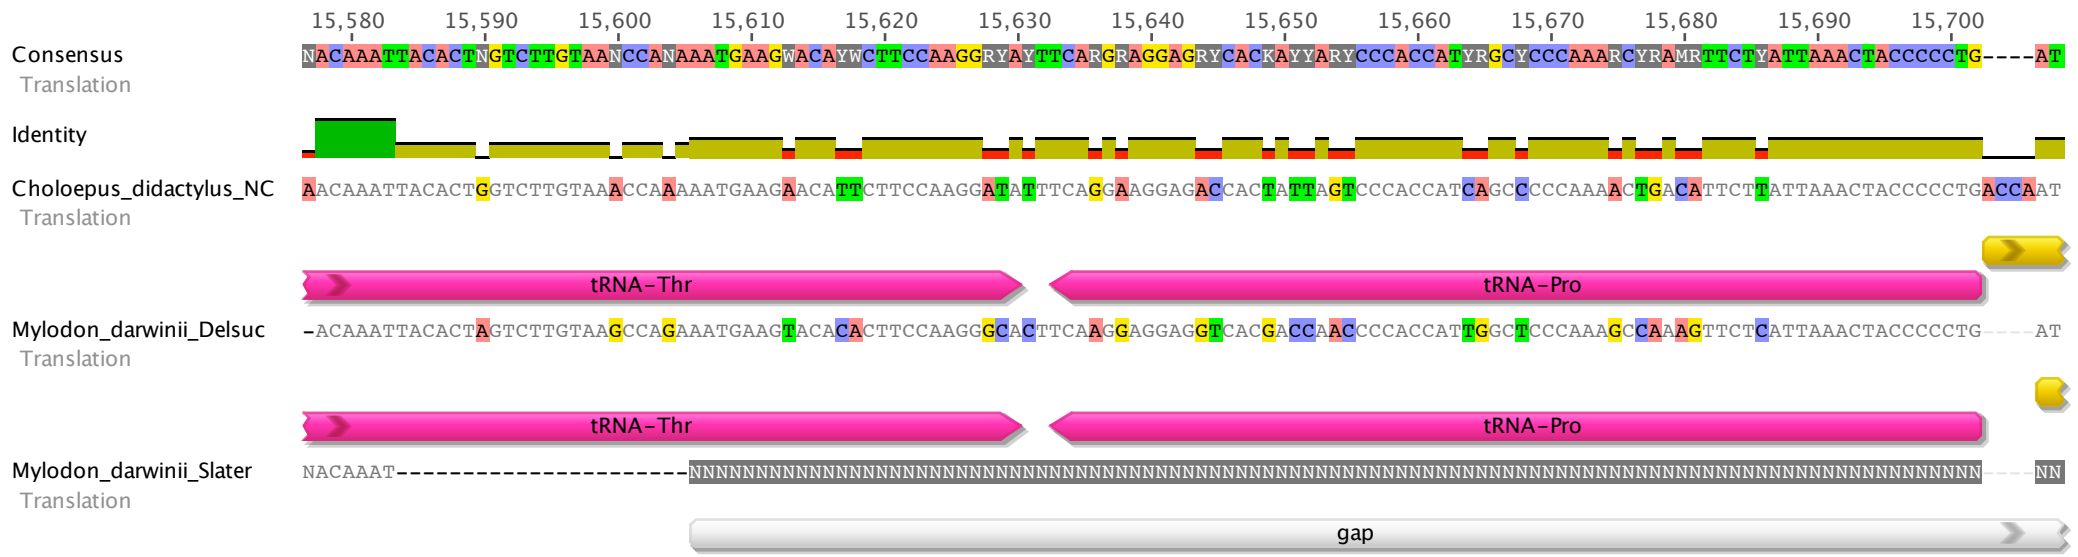 15,580 15,590 15,600 15,610 15,620 15,630 15,640 15,650 15,660 15,670 15,680 15,690 15,700
Consensus NACAAATTACACTNGTCTTGTAANCCANAAATGAAGWACAYWCTTCCAAGGRYAYTTCARGRAGGAGRYCACKAYYARYCCCACCATYRGCYCCCAAARCYRAMRTTCTYATTAAACTACCCCCTG----AT
Translation
Identity
Choloepus_didactylus_NC AACAAATTACACTGGTCTTGTAAACCAAAAATGAAGAACATTCTTCCAAGGATATTTCAGGAAGGAGACCACTATTAGTCCCACCATCAGCCCCCAAAACTGACATTCTTATTAAACTACCCCCTGACCAAT
Translation
tRNA-Thr tRNA-Pro
Mylodon_darwinii_Delsuc -ACAAATTACACTAGTCTTGTAAGCCAGAAATGAAGTACACACTTCCAAGGGCACTTCAAGGAGGAGGTCACGACCAACCCCACCATTGGCTCCCAAAGCCAAAGTTCTCATTAAACTACCCCCTG----AT
Translation
tRNA-Thr tRNA-Pro
Mylodon_darwinii_Slater NACAAAT----------------------NNNNNNNNNNNNNNNNNNNNNNNNNNNNNNNNNNNNNNNNNNNNNNNNNNNNNNNNNNNNNNNNNNNNNNNNNNNNNNNNNNNNNNNNNNNNNNNNN----NN
Translation
gap